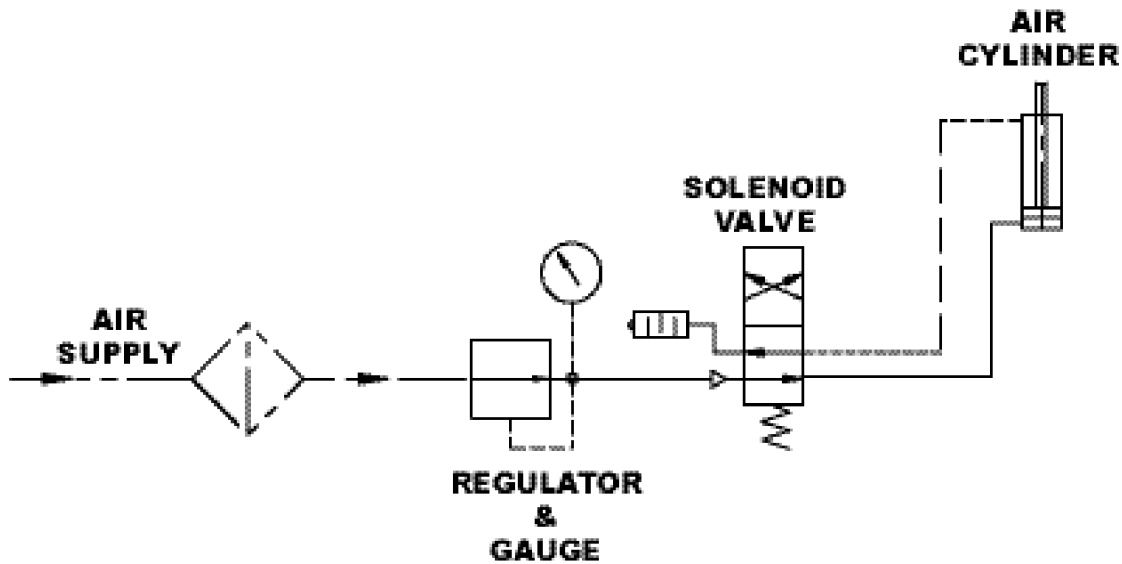 AIR
CYLINDER
SOLENOID
VALVE
AIR
SUPPLY
REGULATOR
&
GAUGE